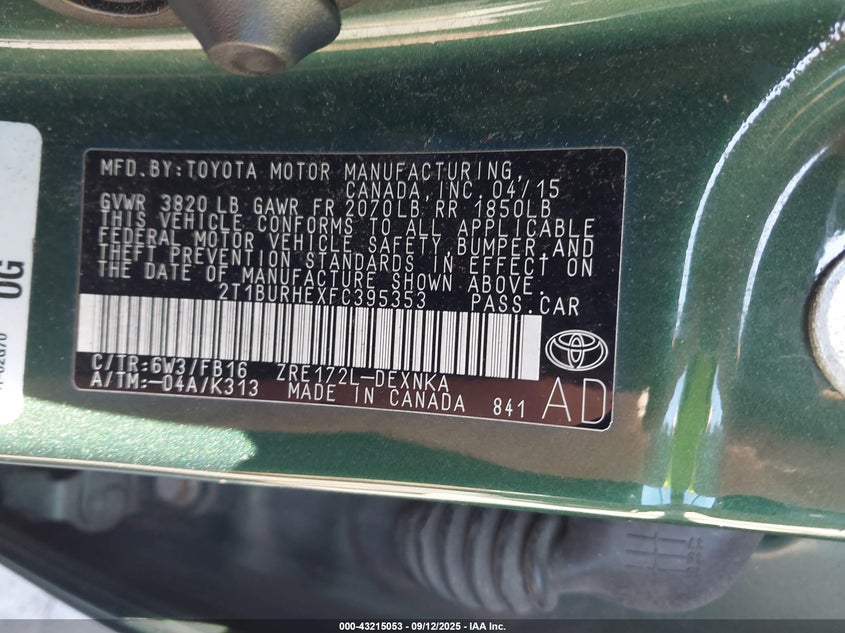 MFD.BY:TOYOTA MOTOR MANUFACTURING,
CANADA, INC. 04/15
GVWR 3820 LB GAWR FR 2070LB RR 1850LB
THIS VEHICLE CONFORMS TO ALL APPLICABLE
FEDERAL MOTOR VEHICLE SAFETY, BUMPER, AND
THEFT PREVENTION STANDARDS IN EFFECT ON
THE DATE OF MANUFACTURE SHOWN ABOVE.
2T1BURHEXFC395353 PASS.CAR
C/TR:6W3/FB16 ZRE172L-DEXNKA
A/TM:-04A/K313 MADE IN CANADA 841 AD
OG
000-43215053 - 09/12/2025 - IAA Inc.